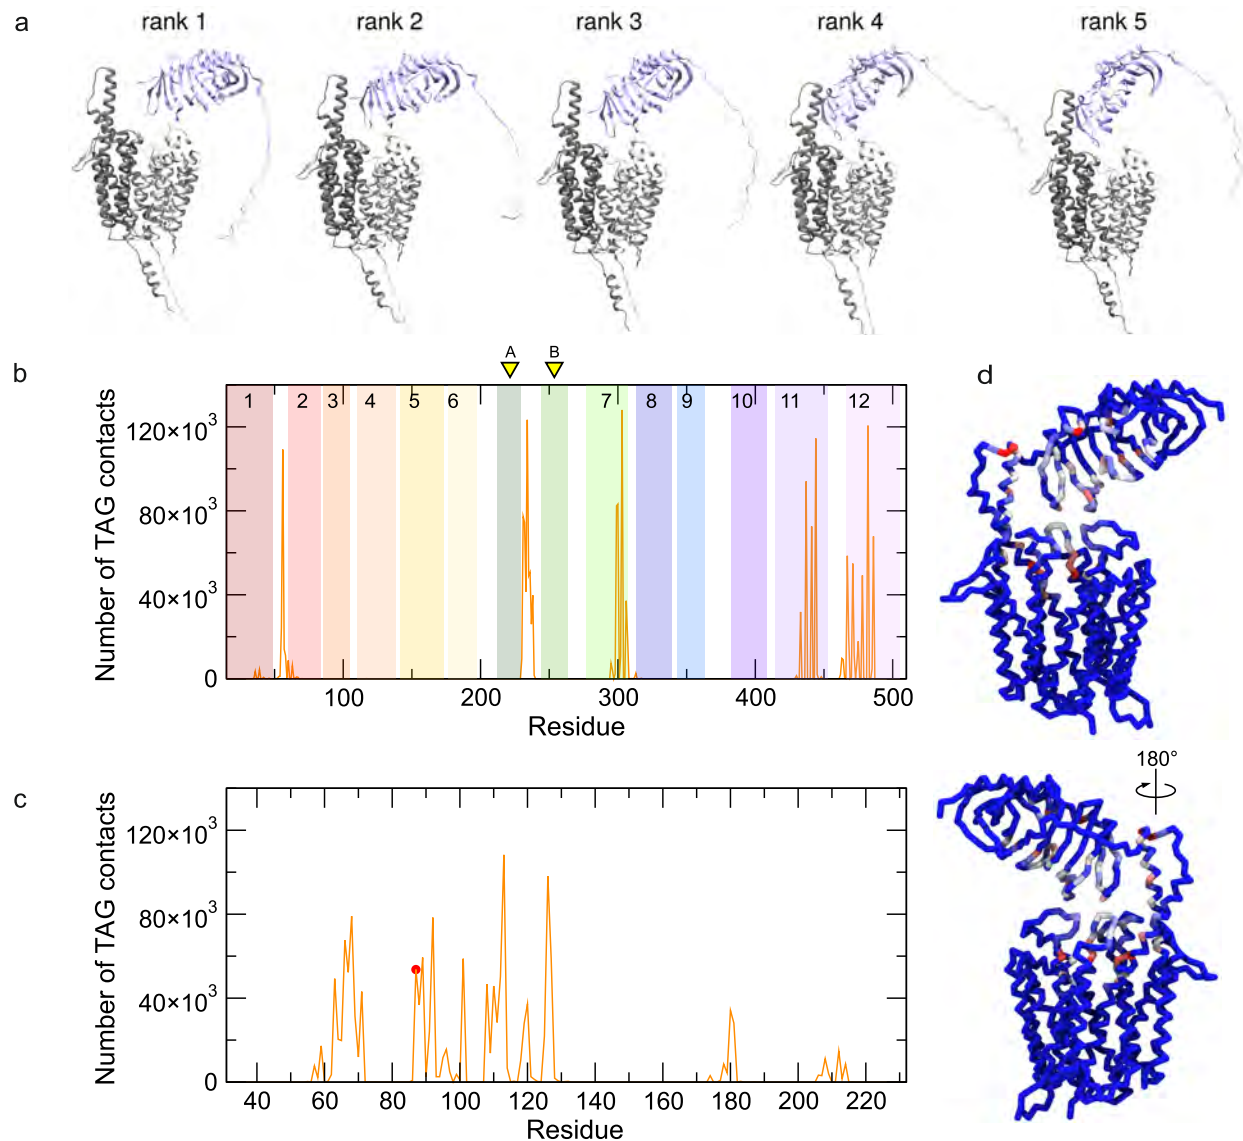 a
rank 1 rank 2 rank 3 rank 4 rank 5
b
A B
Number of TAG contacts
120×10³
80×10³
40×10³
0
1 2 3 4 5 6 7 8 9 10 11 12
100 200 300 400 500
Residue
d
180°
c
Number of TAG contacts
120×10³
80×10³
40×10³
0
40 60 80 100 120 140 160 180 200 220
Residue